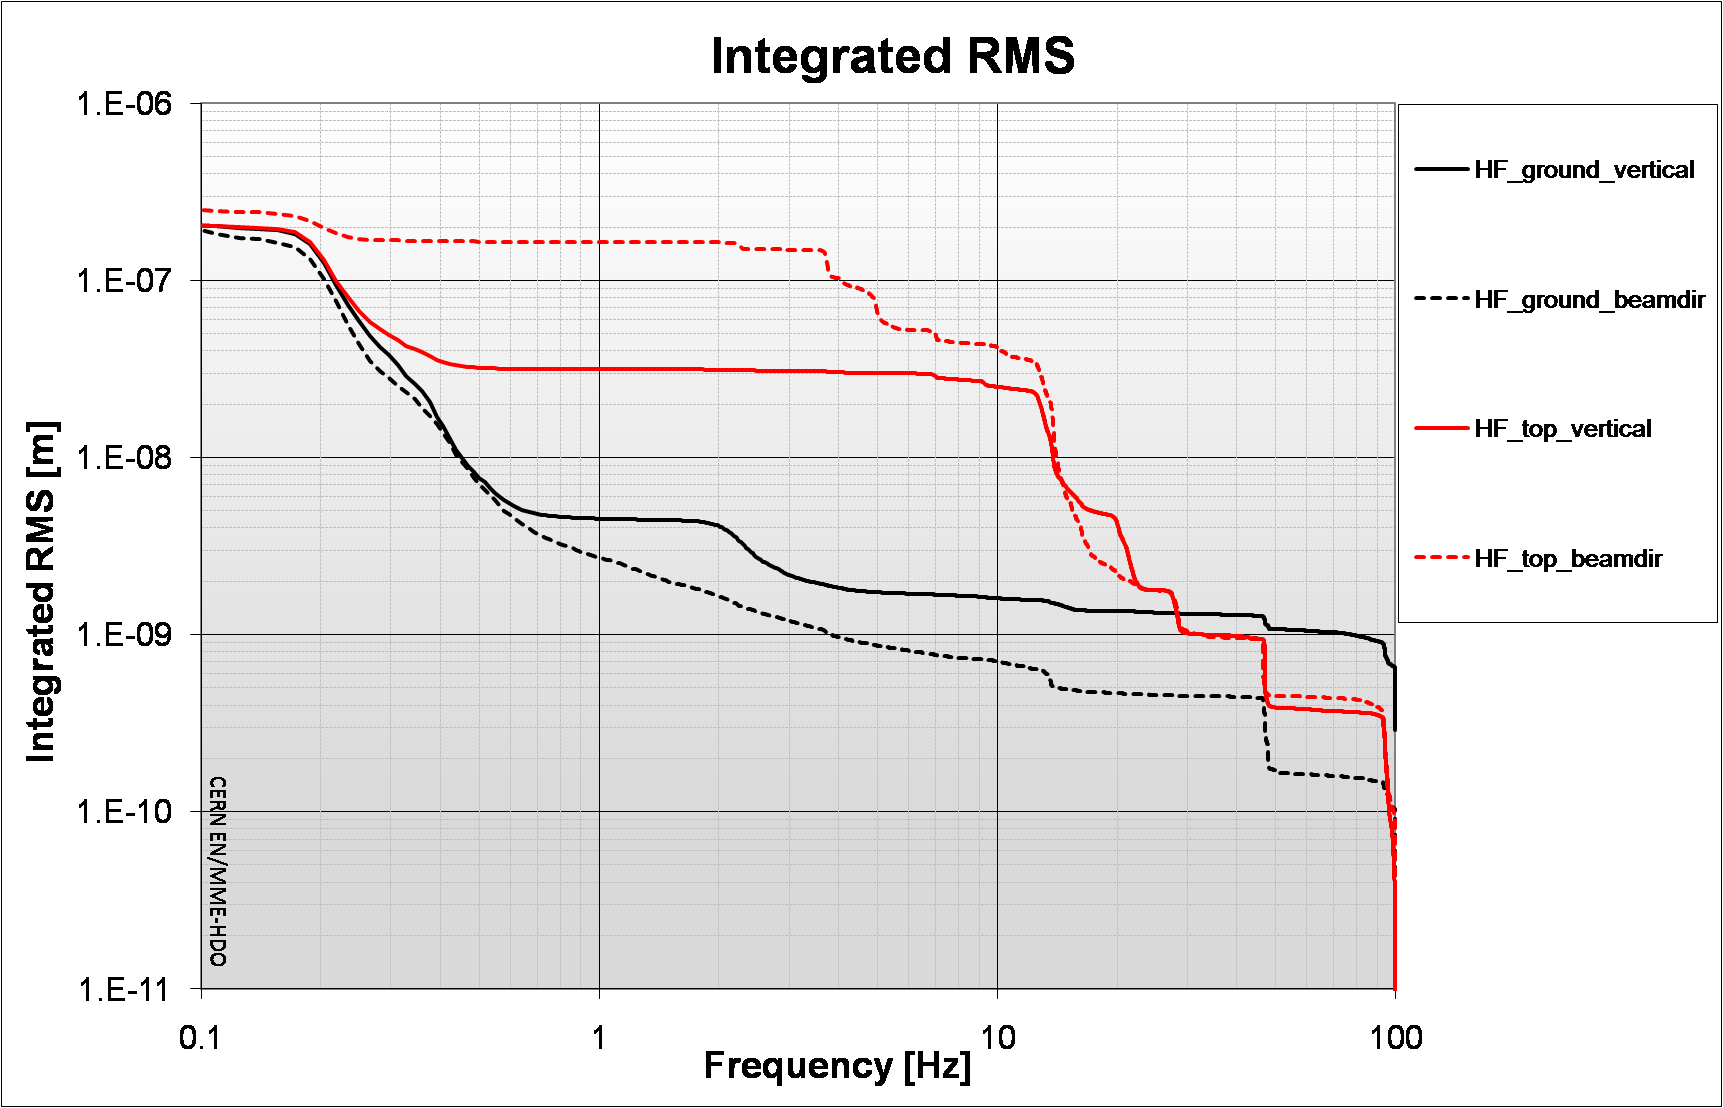 Integrated RMS
1.E-06
1.E-07
1.E-08
1.E-09
1.E-10
1.E-11
Integrated RMS [m]
CERN EN/MME-HDO
0.1
1
10
100
Frequency [Hz]
HF_ground_vertical
HF_ground_beamdir
HF_top_vertical
HF_top_beamdir